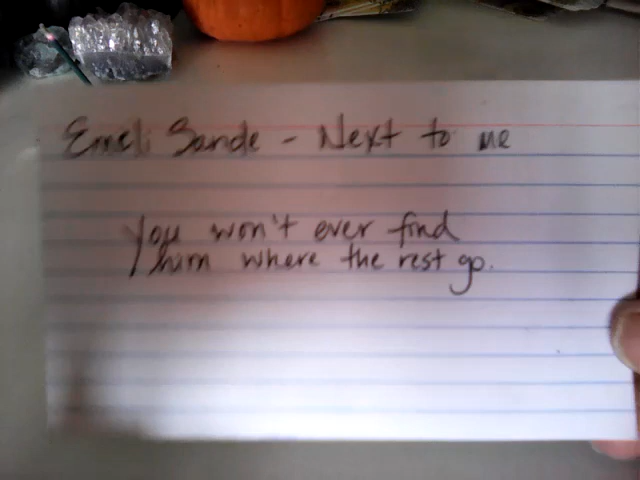 Emeli Sande - Next to me
You won't ever find
him where the rest go.